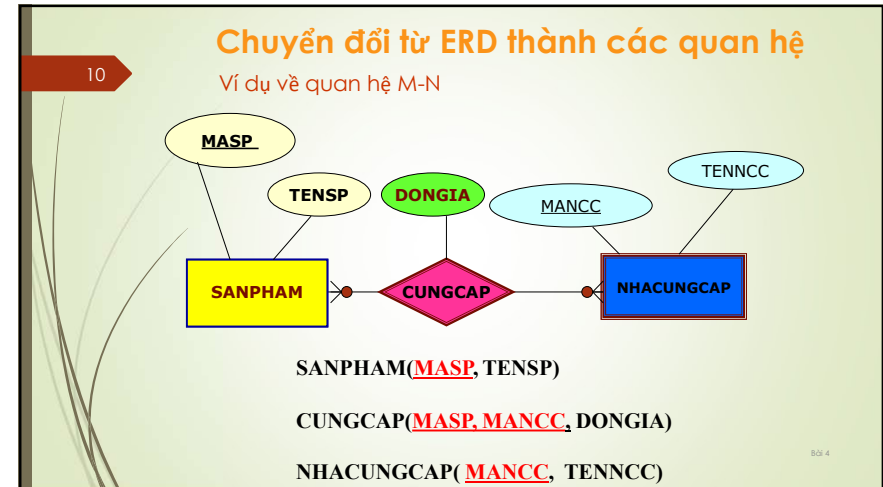 Chuyển đổi từ ERD thành các quan hệ
10
Ví dụ về quan hệ M-N
MASP
TENSP
DONGIA
MANCC
TENNCC
SANPHAM
CUNGCAP
NHACUNGCAP
SANPHAM(MASP, TENSP)
CUNGCAP(MASP, MANCC, DONGIA)
NHACUNGCAP( MANCC, TENNCC)
Bài 4